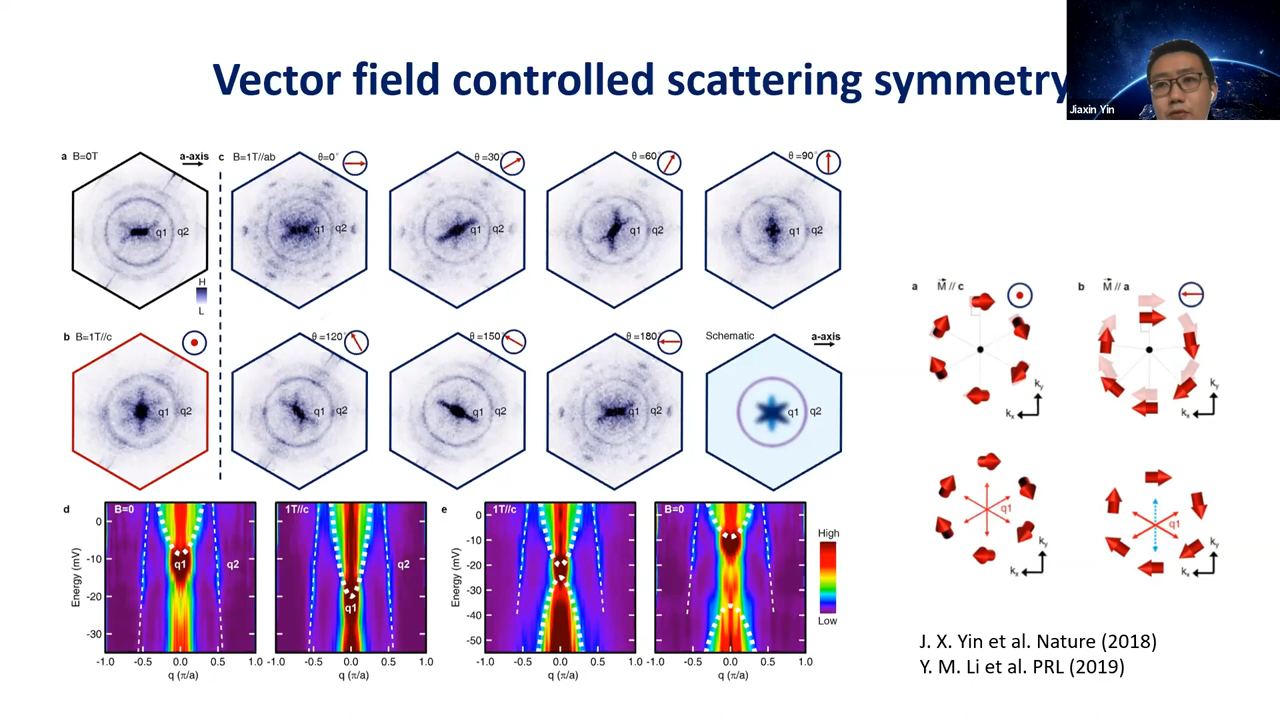 Vector field controlled scattering symmetry
Jiaxin Yin
a B=0T
a-axis
c B=1T//ab
θ=0°
θ=30°
θ=60°
θ=90°
q1 q2
q1 q2
q1 q2
q1 q2
q1 q2
H
L
b B=1T//c
θ=120°
θ=150°
θ=180°
Schematic
a-axis
q1 q2
q1 q2
q1 q2
q1 q2
q1 q2
a M // c
b M // a
ky
kx
ky
kx
q1
ky
kx
q1
ky
kx
d
B=0
1T//c
e
1T//c
B=0
q1
q2
q1
q2
Energy (mV)
0
-10
-20
-30
Energy (mV)
0
-10
-20
-30
-40
-50
High
Low
-1.0 -0.5 0.0 0.5 1.0
-1.0 -0.5 0.0 0.5 1.0
-1.0 -0.5 0.0 0.5 1.0
-1.0 -0.5 0.0 0.5 1.0
q (π/a)
q (π/a)
q (π/a)
q (π/a)
J. X. Yin et al. Nature (2018)
Y. M. Li et al. PRL (2019)